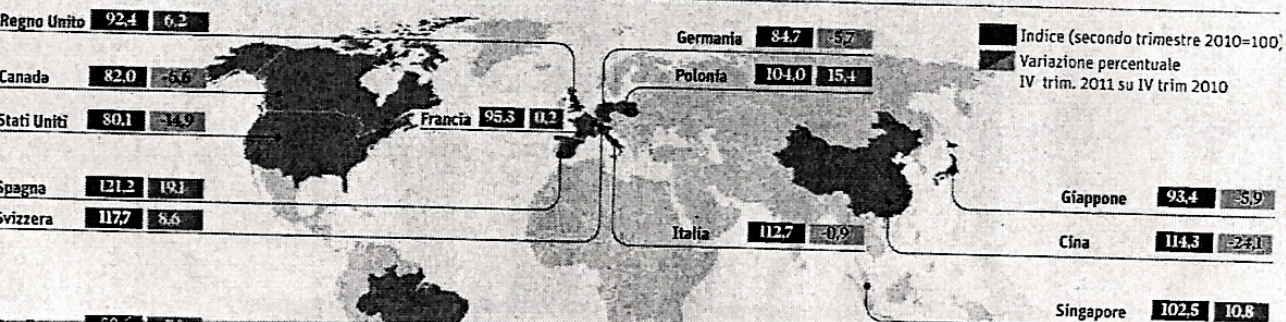 Regno Unito 92,4 6,2
Canada 82,0 -6,6
Stati Uniti 80,1 -14,9
Francia 95,3 0,2
Spagna 121,2 19,1
Svizzera 117,7 8,6
Germania 84,7 -5,7
Polonia 104,0 15,4
Italia 112,7 -0,9
Indice (secondo trimestre 2010=100)
Variazione percentuale
IV trim. 2011 su IV trim 2010
Giappone 93,4 -5,9
Cina 114,3 -24,1
Singapore 102,5 10,8